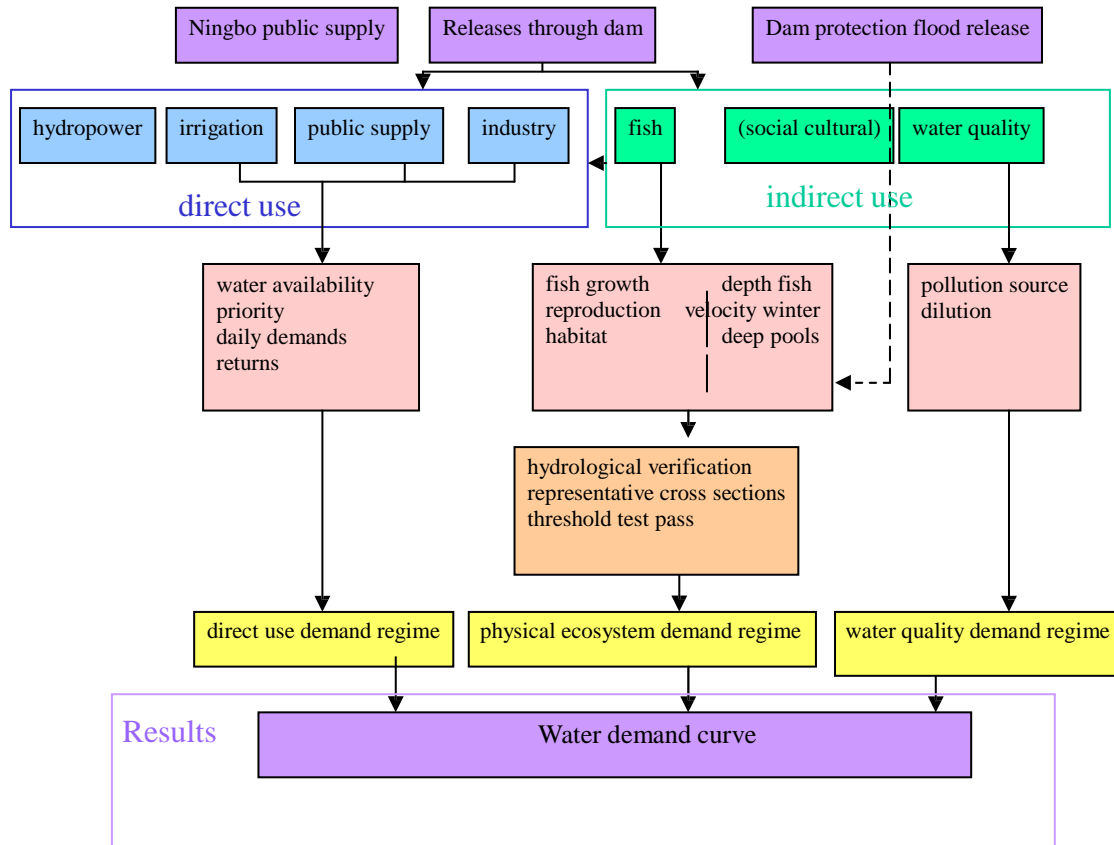 Ningbo public supply
Releases through dam
Dam protection flood release
hydropower
irrigation
public supply
industry
fish
(social cultural)
water quality
direct use
indirect use
water availability
priority
daily demands
returns
fish growth
reproduction
habitat
depth fish
velocity winter
deep pools
pollution source
dilution
hydrological verification
representative cross sections
threshold test pass
direct use demand regime
physical ecosystem demand regime
water quality demand regime
Results
Water demand curve